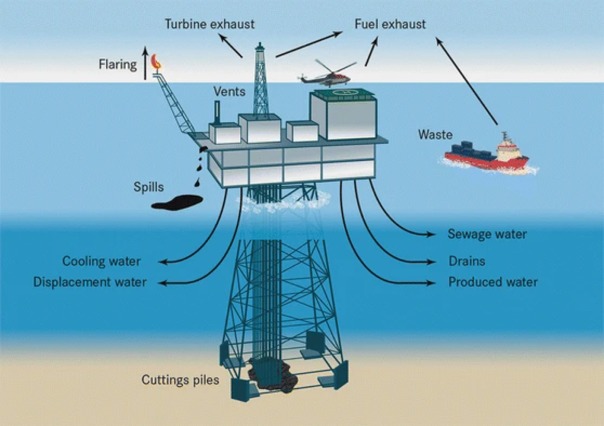 Turbine exhaust
Fuel exhaust
Flaring
Vents
Waste
Spills
Sewage water
Cooling water
Drains
Displacement water
Produced water
Cuttings piles